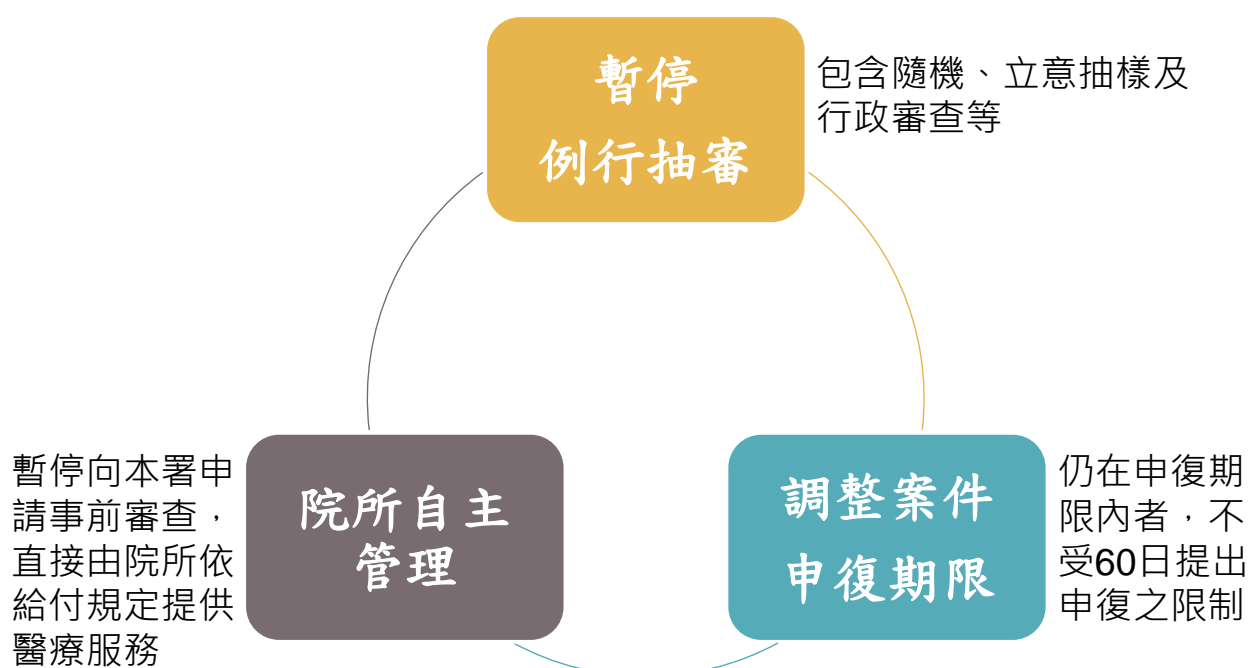 暫停
例行抽審
包含隨機、立意抽樣及
行政審查等
院所自主
管理
暫停向本署申
請事前審查，
直接由院所依
給付規定提供
醫療服務
調整案件
申復期限
仍在申復期
限內者，不
受60日提出
申復之限制